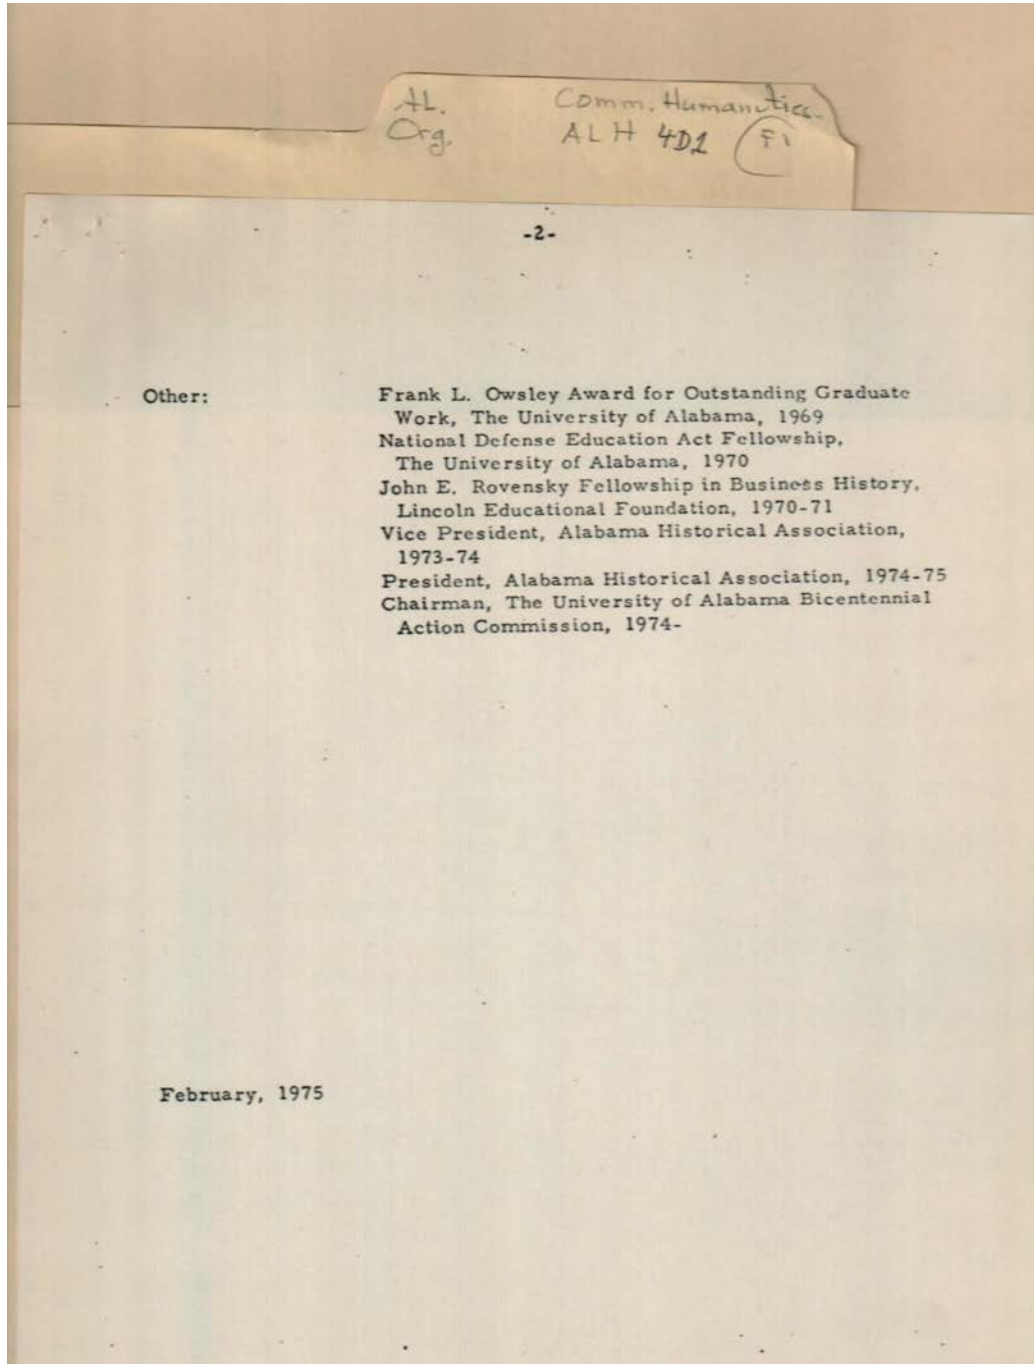 AL. Comm. Humanities.
Org. ALH 4D1 F1
-2-
Other: Frank L. Owsley Award for Outstanding Graduate
Work, The University of Alabama, 1969
National Defense Education Act Fellowship,
The University of Alabama, 1970
John E. Rovensky Fellowship in Business History,
Lincoln Educational Foundation, 1970-71
Vice President, Alabama Historical Association,
1973-74
President, Alabama Historical Association, 1974-75
Chairman, The University of Alabama Bicentennial
Action Commission, 1974-
February, 1975